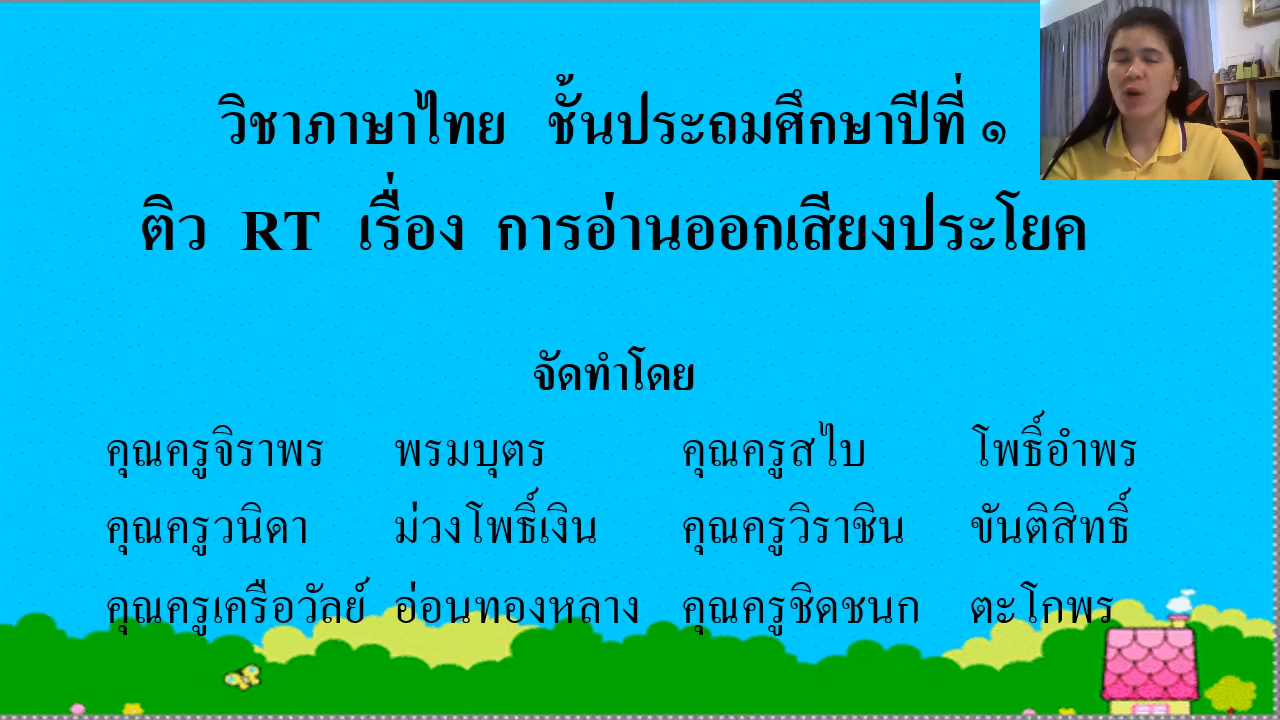 วิชาภาษาไทย ชั้นประถมศึกษาปีที่ ๑
ติว RT เรื่อง การอ่านออกเสียงประโยค
จัดทำโดย
คุณครูจิราพร พรมบุตร คุณครูสไบ โพธิ์อำพร
คุณครูวนิดา ม่วงโพธิ์เงิน คุณครูวิราชิน ขันติสิทธิ์
คุณครูเครือวัลย์ อ่อนทองหลาง คุณครูชิดชนก ตะโกพร